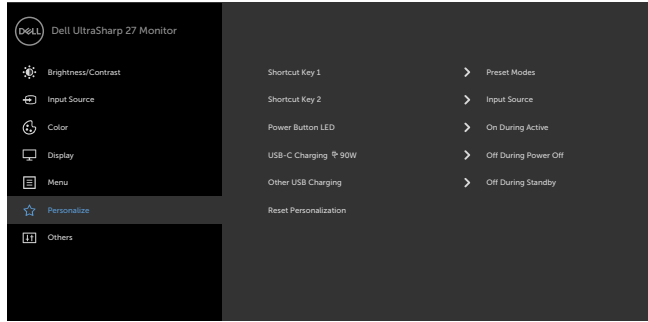 DELL Dell UltraSharp 27 Monitor
Brightness/Contrast Shortcut Key 1 Preset Modes
Input Source Shortcut Key 2 Input Source
Color Power Button LED On During Active
Display USB-C Charging 90W Off During Power Off
Menu Other USB Charging Off During Standby
Personalize Reset Personalization
Others